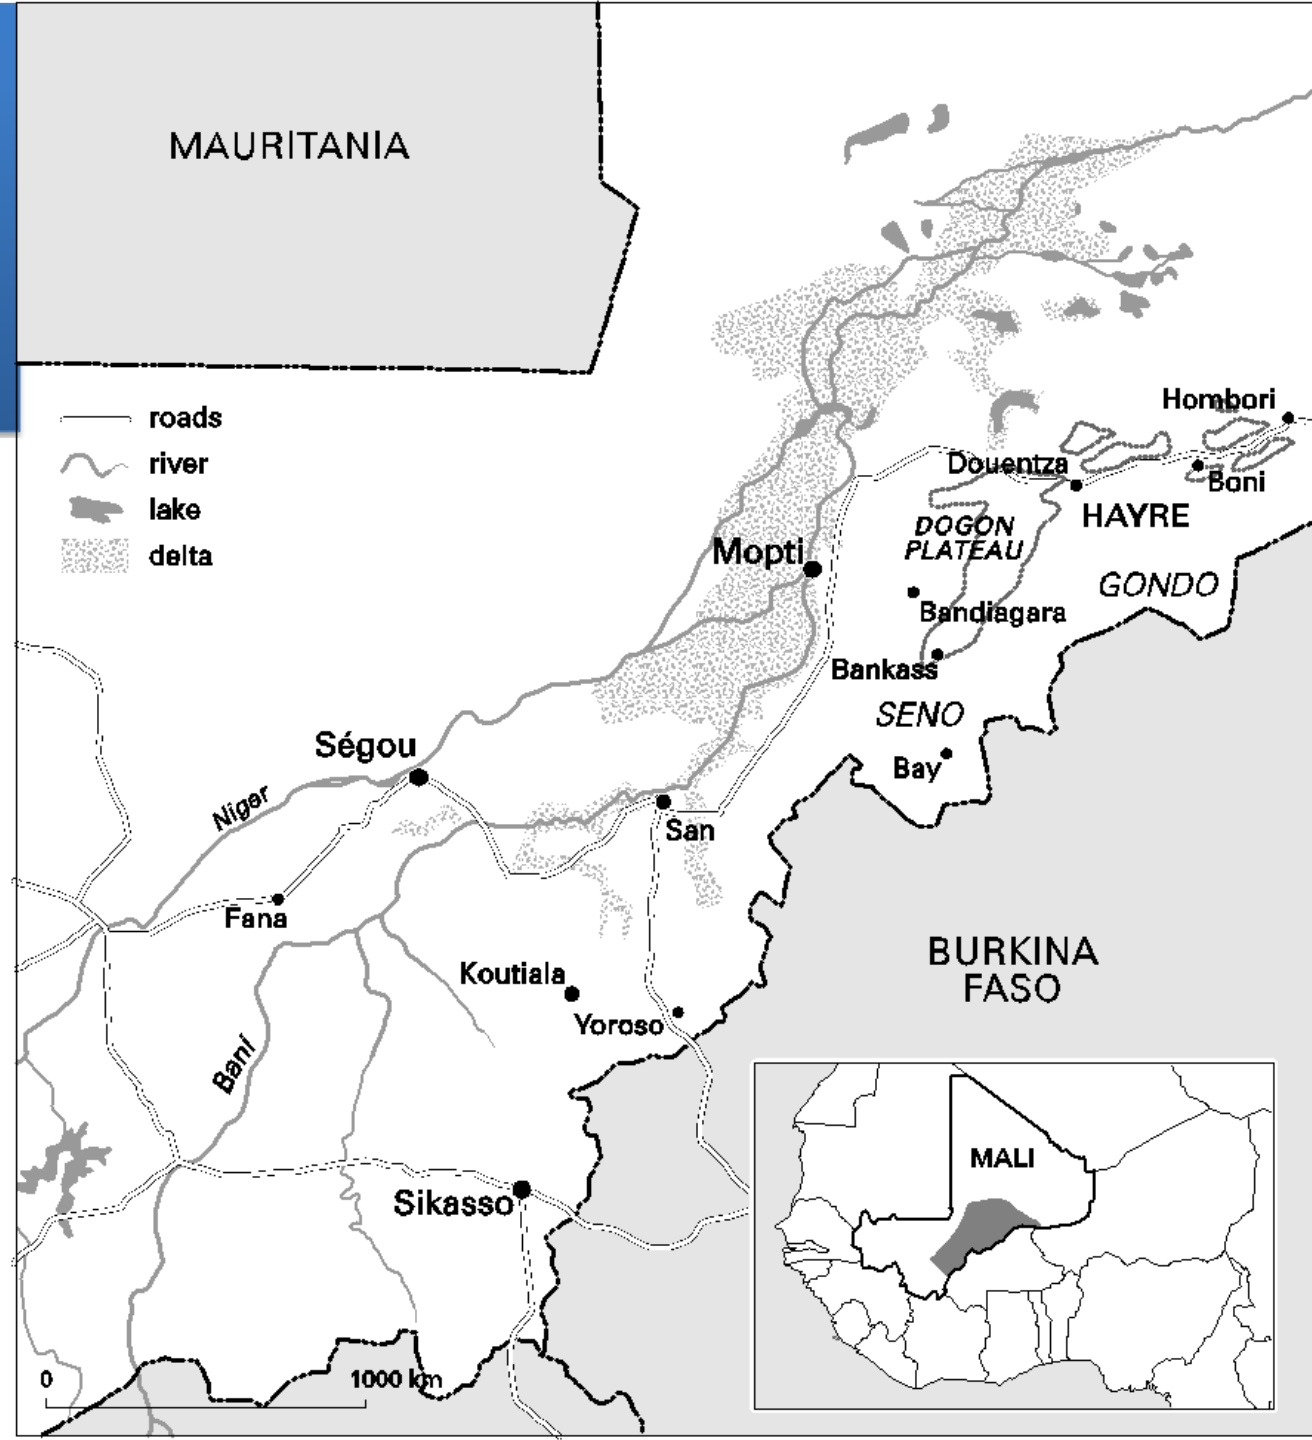 MAURITANIA
roads
river
lake
delta
Hombori
Douentza
Boni
HAYRE
DOGON
PLATEAU
Mopti
GONDO
Bandiagara
Bankass
SENO
Ségou
Bay
Niger
San
Fana
BURKINA
FASO
Koutiala
Yoroso
Bani
MALI
Sikasso
0
1000 km